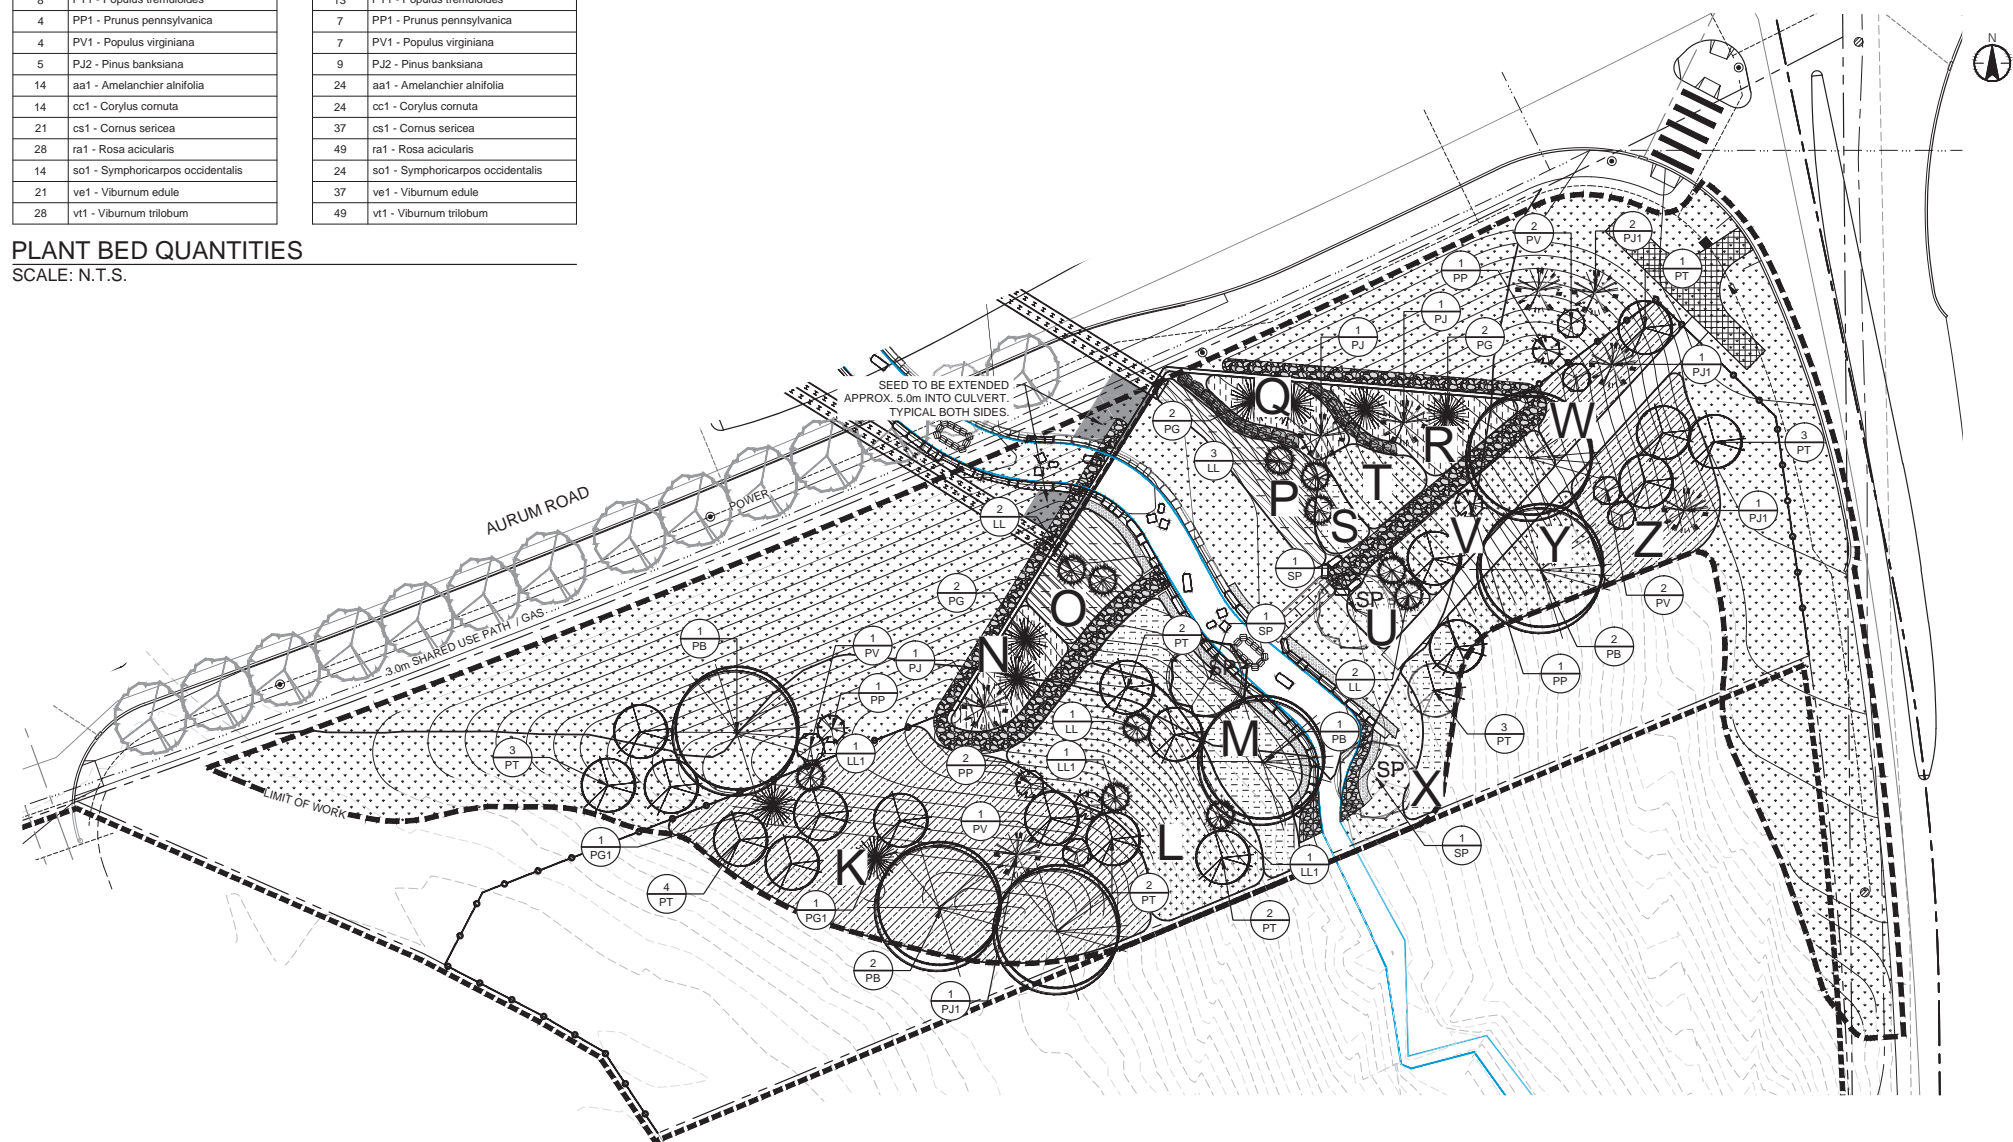 8 PT1 - Populus tremuloides
4 PP1 - Prunus pennsylvanica
4 PV1 - Populus virginiana
5 PJ2 - Pinus banksiana
14 aa1 - Amelanchier alnifolia
14 cc1 - Corylus cornuta
21 cs1 - Cornus sericea
28 ra1 - Rosa acicularis
14 so1 - Symphoricarpos occidentalis
21 ve1 - Viburnum edule
28 vt1 - Viburnum trilobum
13 PT1 - Populus tremuloides
7 PP1 - Prunus pennsylvanica
7 PV1 - Populus virginiana
9 PJ2 - Pinus banksiana
24 aa1 - Amelanchier alnifolia
24 cc1 - Corylus cornuta
37 cs1 - Cornus sericea
49 ra1 - Rosa acicularis
24 so1 - Symphoricarpos occidentalis
37 ve1 - Viburnum edule
49 vt1 - Viburnum trilobum
PLANT BED QUANTITIES
SCALE: N.T.S.
N
2
PV
2
PJ1
1
PT
1
PP
1
PJ
1
PJ
2
PG
1
PJ1
SEED TO BE EXTENDED
APPROX. 5.0m INTO CULVERT.
TYPICAL BOTH SIDES.
Q
W
2
PG
R
3
PT
3
LL
T
P
AURUM ROAD
POWER
2
LL
S
V
Y
Z
1
PJ1
1
SP
2
PG
O
SP
2
PV
3.0m SHARED USE PATH / GAS
1
PB
1
PV
1
PJ
N
2
PT
1
SP
U
2
PB
SP
1
PP
1
PP
2
LL
3
PT
1
LL
M
1
PB
3
PT
1
LL1
2
PP
1
LL1
SP
X
LIMIT OF WORK
1
PV
L
1
PG1
K
1
SP
1
LL1
4
PT
1
PG1
2
PT
2
PT
2
PB
1
PJ1